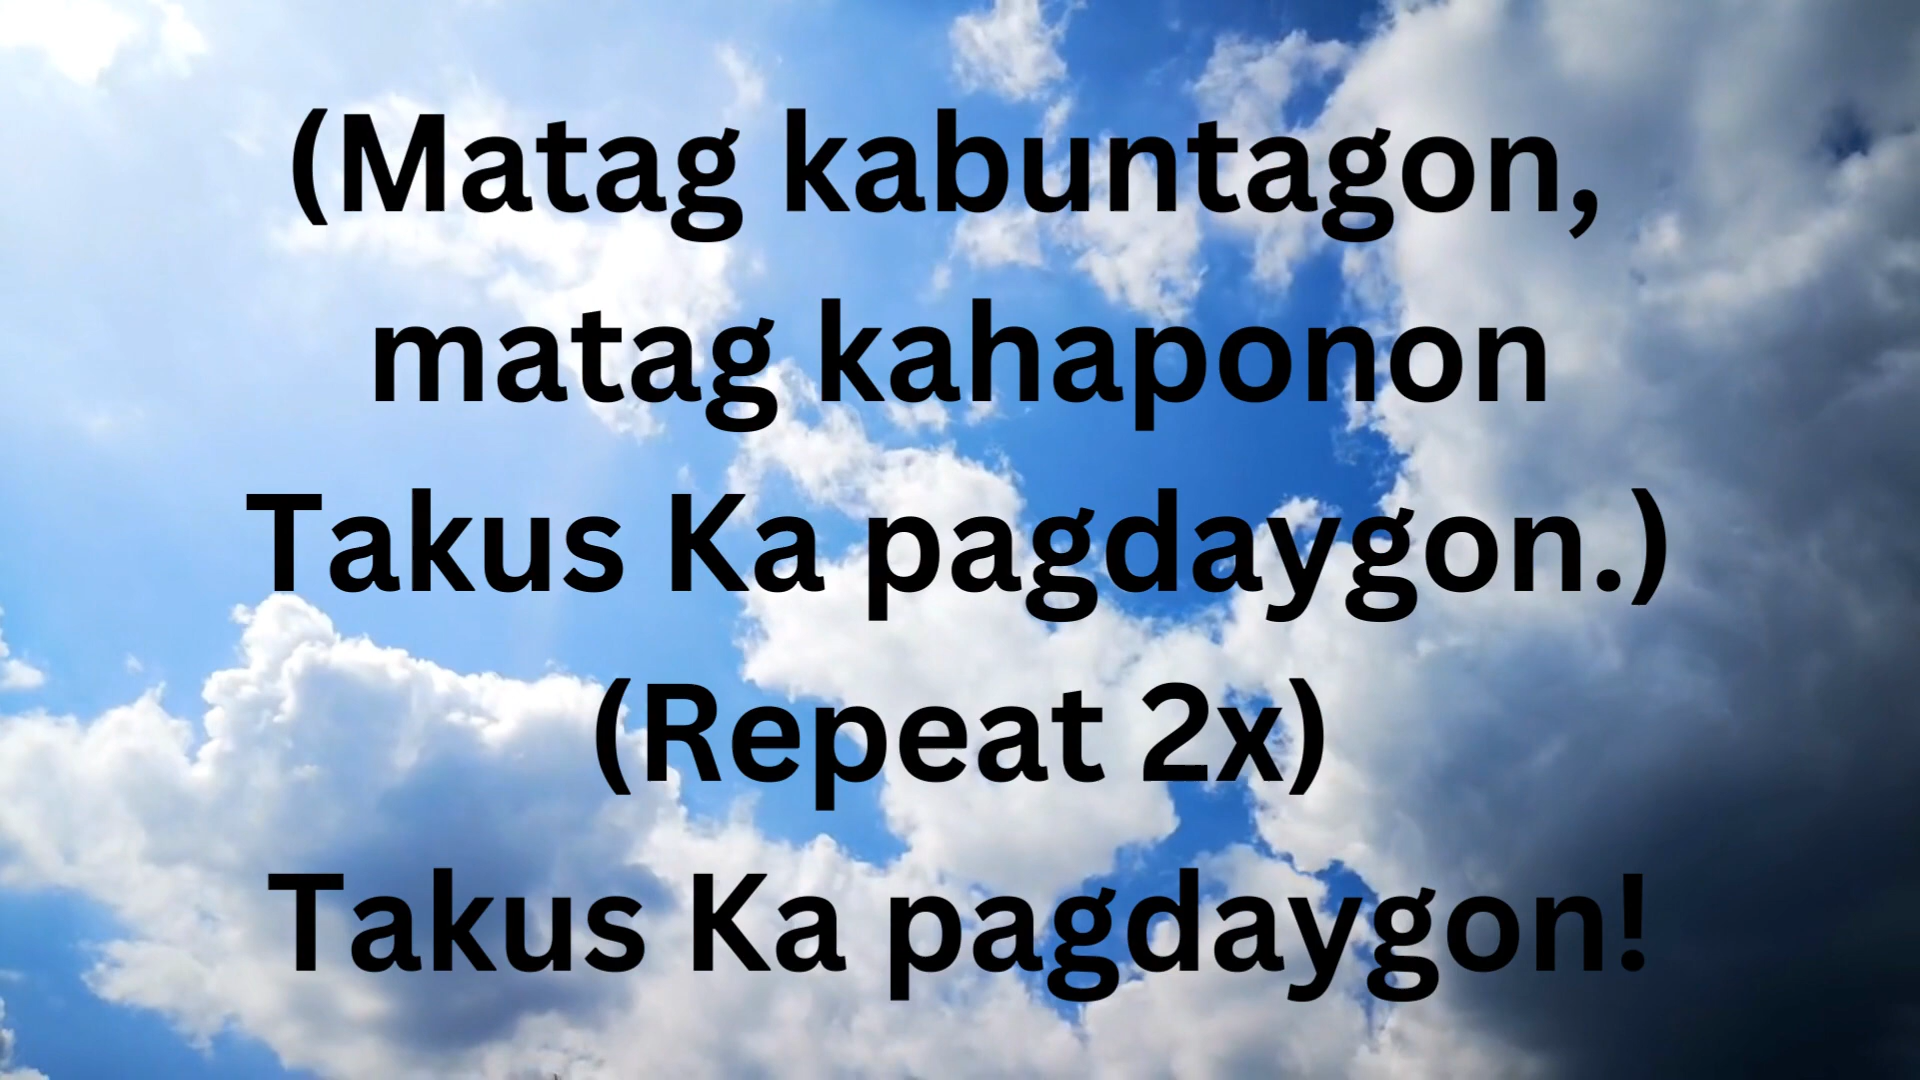 (Matag kabuntagon,
matag kahaponon
Takus Ka pagdaygon.)
(Repeat 2x)
Takus Ka pagdaygon!